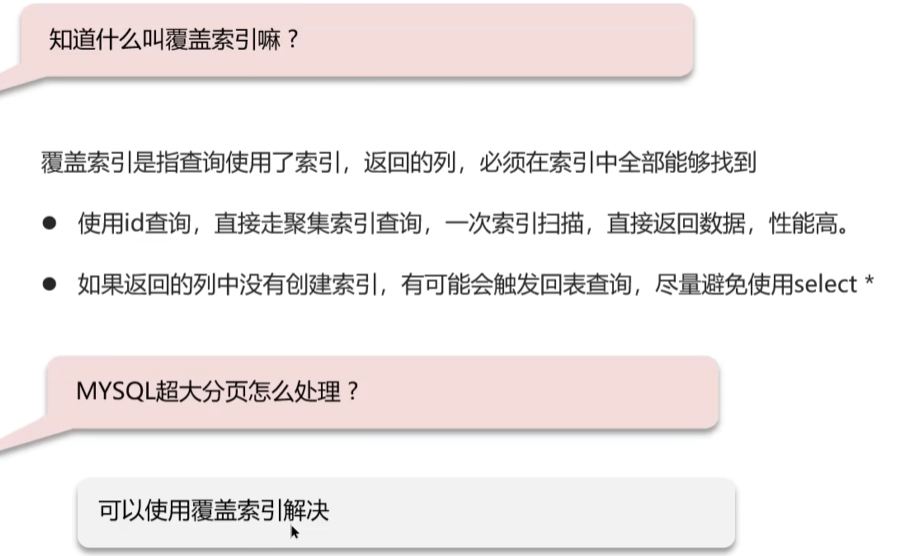 知道什么叫覆盖索引嘛？
覆盖索引是指查询使用了索引，返回的列，必须在索引中全部能够找到
● 使用id查询，直接走聚集索引查询，一次索引扫描，直接返回数据，性能高。
● 如果返回的列中没有创建索引，有可能会触发回表查询，尽量避免使用select *
MYSQL超大分页怎么处理？
可以使用覆盖索引解决